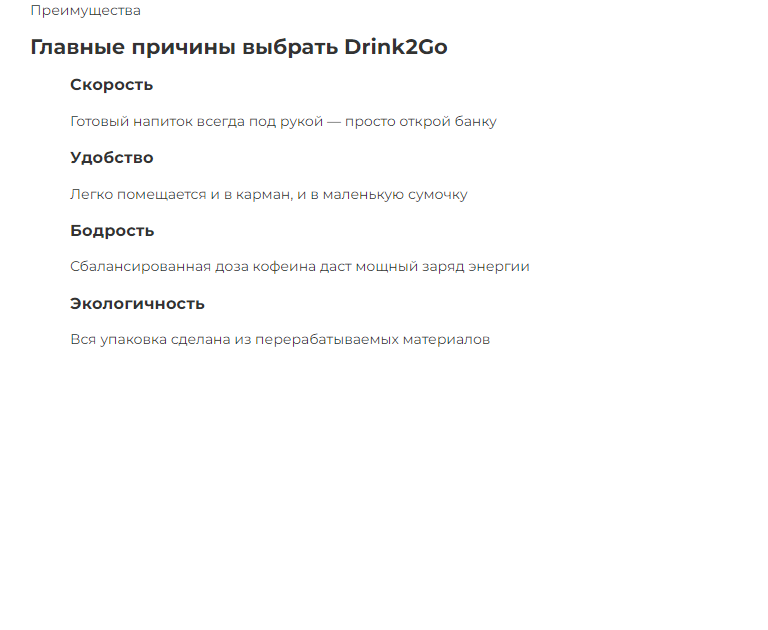 Преимущества
Главные причины выбрать Drink2Go
Скорость
Готовый напиток всегда под рукой — просто открой банку
Удобство
Легко помещается и в карман, и в маленькую сумочку
Бодрость
Сбалансированная доза кофеина даст мощный заряд энергии
Экологичность
Вся упаковка сделана из перерабатываемых материалов